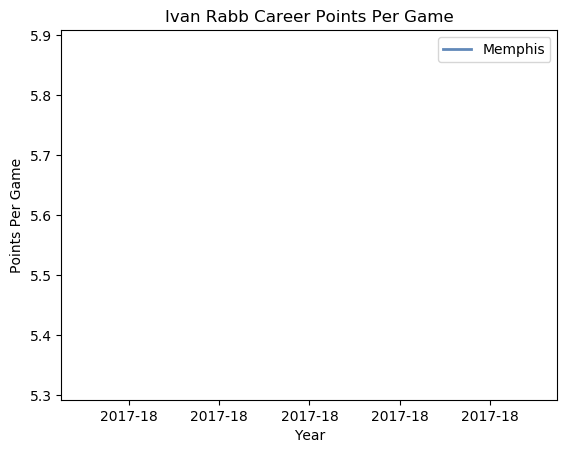 Ivan Rabb Career Points Per Game
Memphis
Points Per Game
5.9
5.8
5.7
5.6
5.5
5.4
5.3
2017-18 2017-18 2017-18 2017-18 2017-18
Year